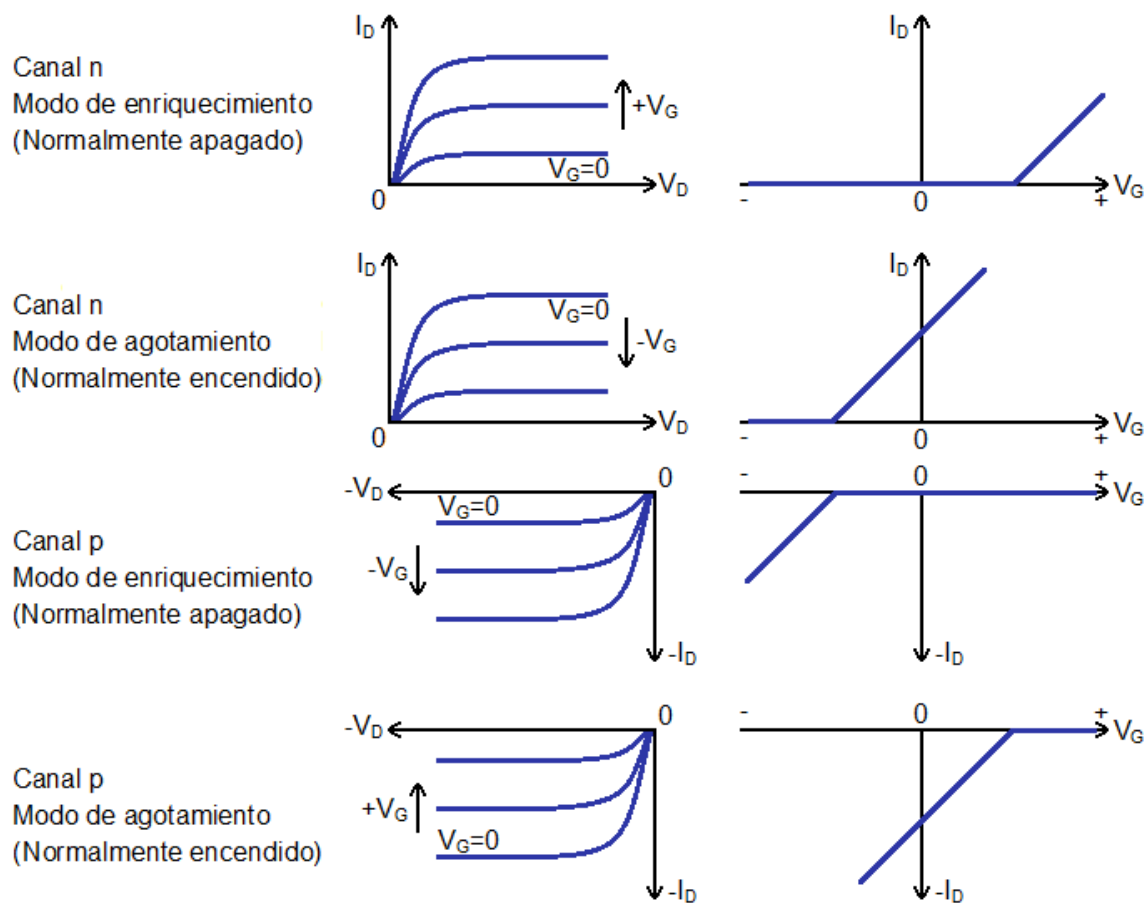 I_D
Canal n
Modo de enriquecimiento
(Normalmente apagado)
+V_G
V_G=0
0
V_D
-
0
+
V_G
I_D
I_D
Canal n
Modo de agotamiento
(Normalmente encendido)
V_G=0
-V_G
0
V_D
-
0
+
V_G
-V_D
0
V_G=0
Canal p
Modo de enriquecimiento
(Normalmente apagado)
-V_G
-I_D
-
0
+
V_G
-I_D
-V_D
0
Canal p
Modo de agotamiento
(Normalmente encendido)
+V_G
V_G=0
-I_D
-
0
+
V_G
-I_D